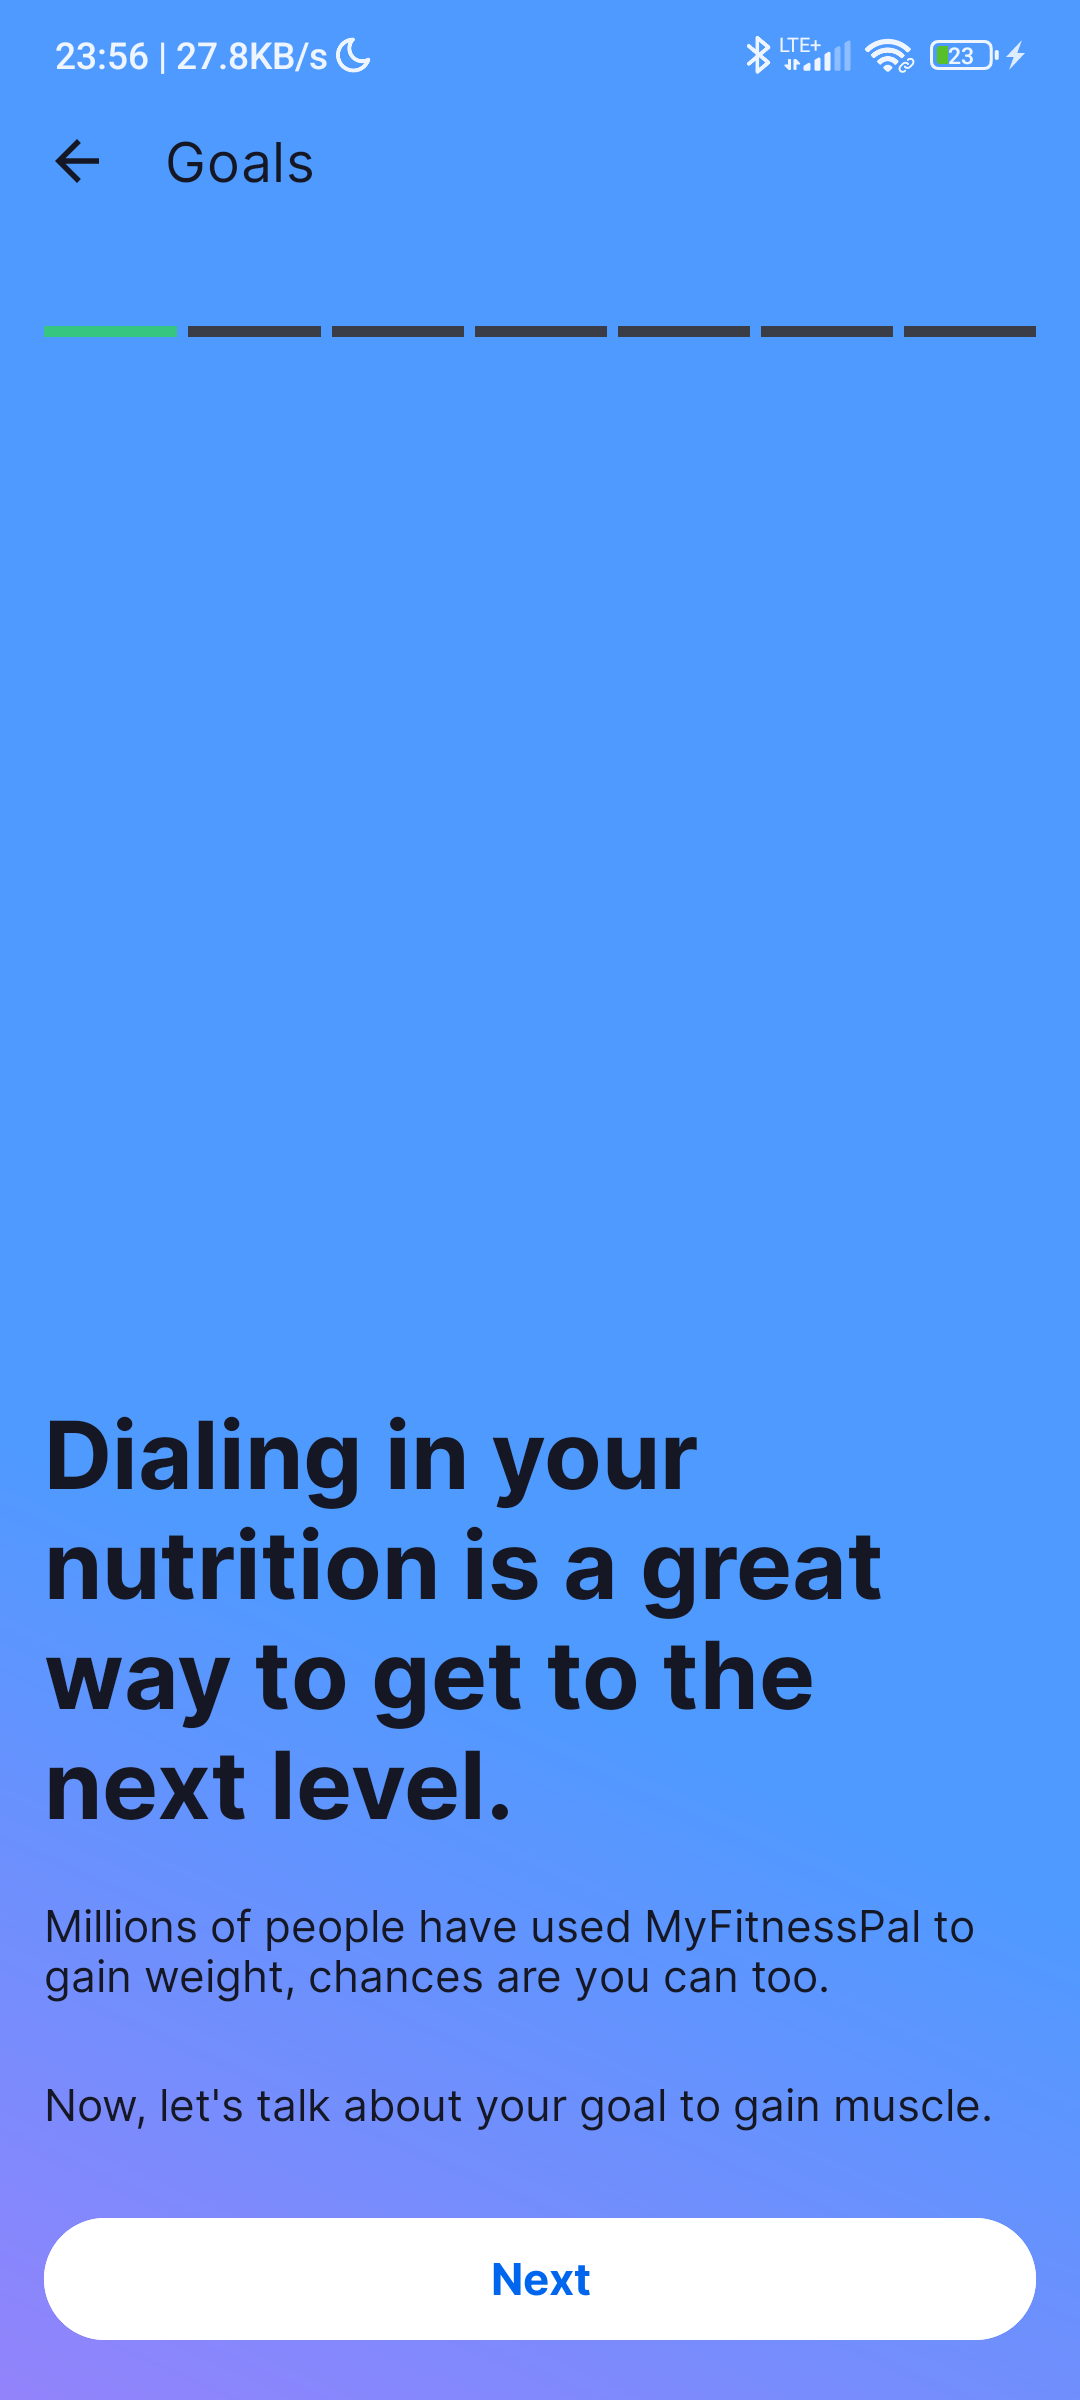 23:56 | 27.8KB/s
LTE+
23
Goals
Dialing in your
nutrition is a great
way to get to the
next level.
Millions of people have used MyFitnessPal to
gain weight, chances are you can too.
Now, let's talk about your goal to gain muscle.
Next